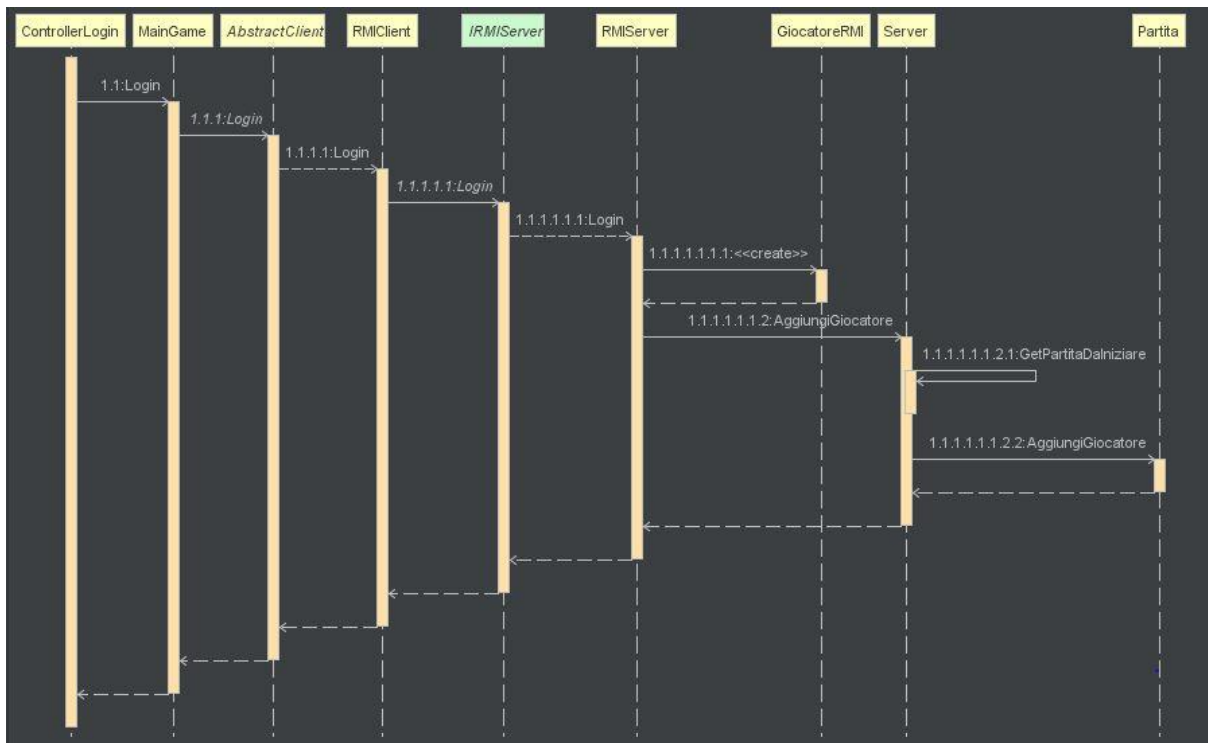 ControllerLogin MainGame AbstractClient RMIClient IRMIServer RMIServer GiocatoreRMI Server Partita
1.1:Login
1.1.1:Login
1.1.1.1:Login
1.1.1.1.1:Login
1.1.1.1.1.1:Login
1.1.1.1.1.1.1:<<create>>
1.1.1.1.1.1.2:AggiungiGiocatore
1.1.1.1.1.1.2.1:GetPartitaDaIniziare
1.1.1.1.1.1.2.2:AggiungiGiocatore